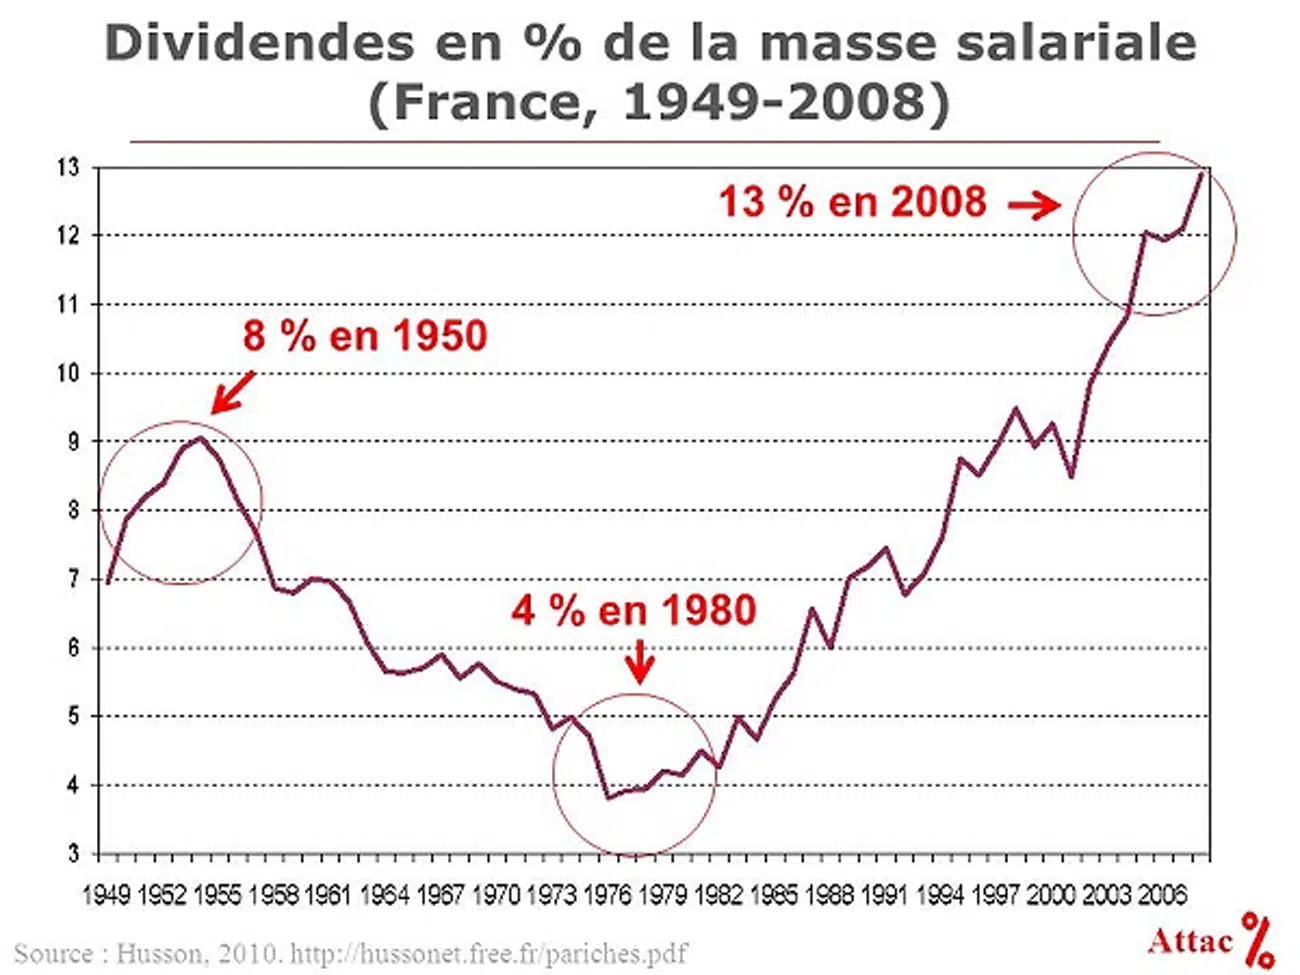 Dividendes en % de la masse salariale
(France, 1949-2008)
13
13 % en 2008
12
11
8 % en 1950
10
9
8
7
4 % en 1980
6
5
4
3
1949 1952 1955 1958 1961 1964 1967 1970 1973 1976 1979 1982 1985 1988 1991 1994 1997 2000 2003 2006
Attac %
Source : Husson, 2010. http://hussonet.free.fr/pariches.pdf